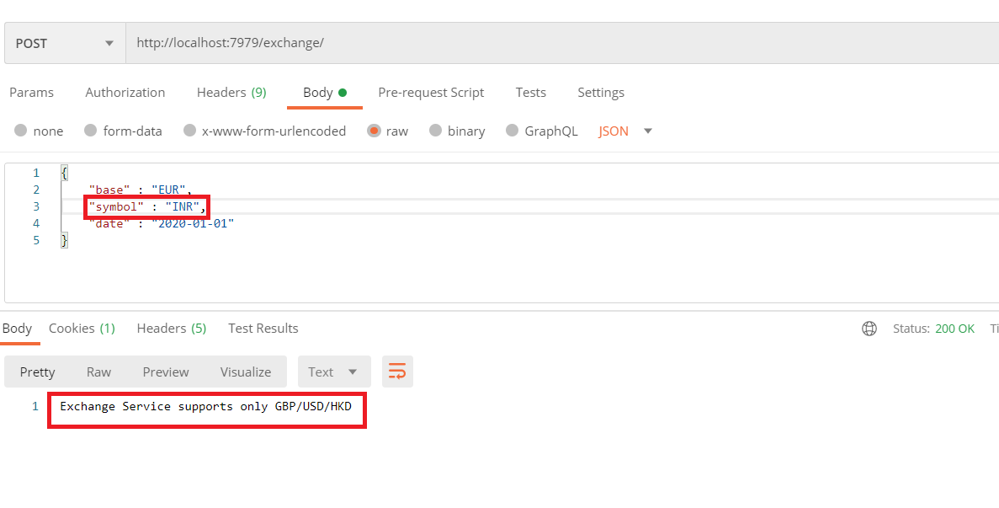 POST http://localhost:7979/exchange/
Params Authorization Headers (9) Body Pre-request Script Tests Settings
none form-data x-www-form-urlencoded raw binary GraphQL JSON
1 {
2 "base" : "EUR",
3 "symbol" : "INR",
4 "date" : "2020-01-01"
5 }
Body Cookies (1) Headers (5) Test Results Status: 200 OK Ti
Pretty Raw Preview Visualize Text
1 Exchange Service supports only GBP/USD/HKD